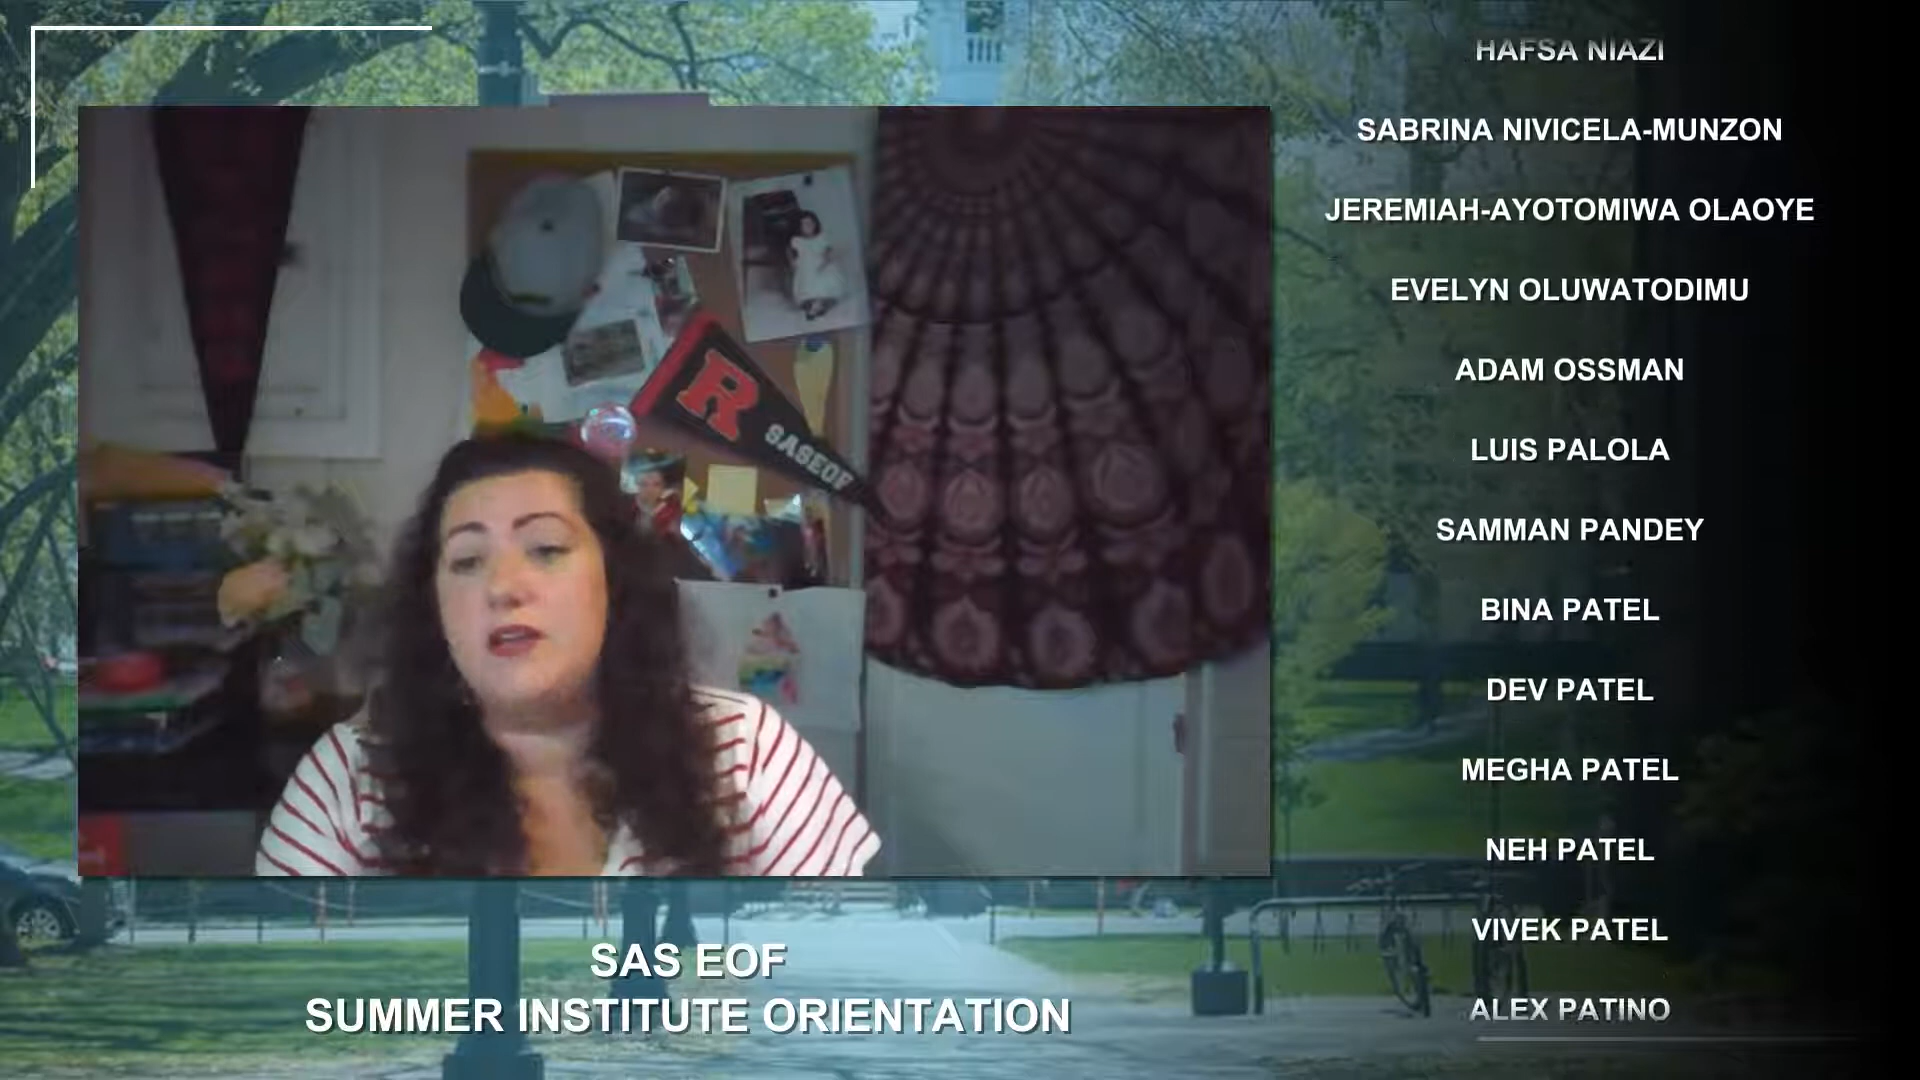 R
SASEOF
SAS EOF
SUMMER INSTITUTE ORIENTATION
HAFSA NIAZI
SABRINA NIVICELA-MUNZON
JEREMIAH-AYOTOMIWA OLAOYE
EVELYN OLUWATODIMU
ADAM OSSMAN
LUIS PALOLA
SAMMAN PANDEY
BINA PATEL
DEV PATEL
MEGHA PATEL
NEH PATEL
VIVEK PATEL
ALEX PATINO